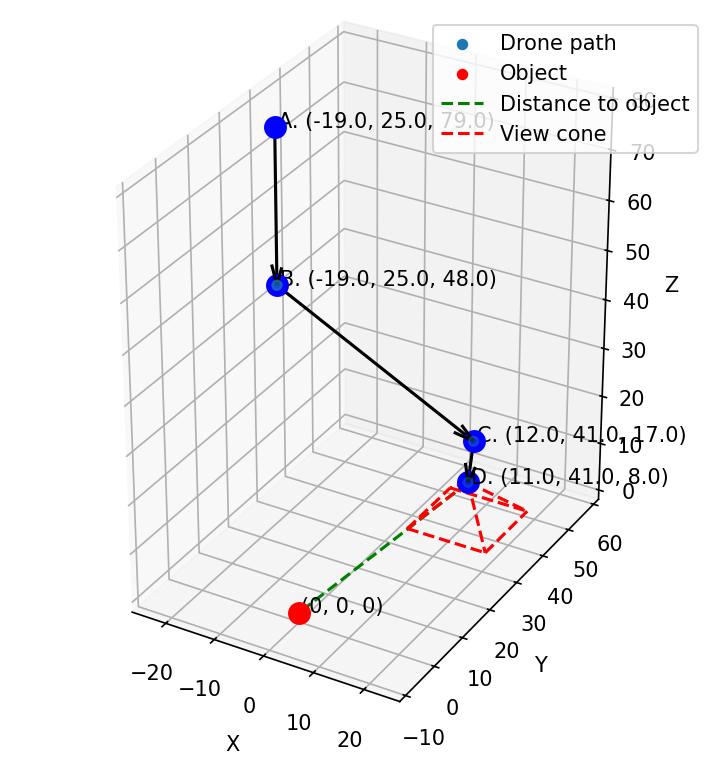 Drone path
Object
Distance to object
View cone
A. (-19.0, 25.0, 79.0)
B. (-19.0, 25.0, 48.0)
C. (12.0, 41.0, 17.0)
D. (11.0, 41.0, 8.0)
(0, 0, 0)
80
70
60
50
40
30
20
10
0
Z
60
50
40
30
20
10
0
−10
Y
−20
−10
0
10
20
X